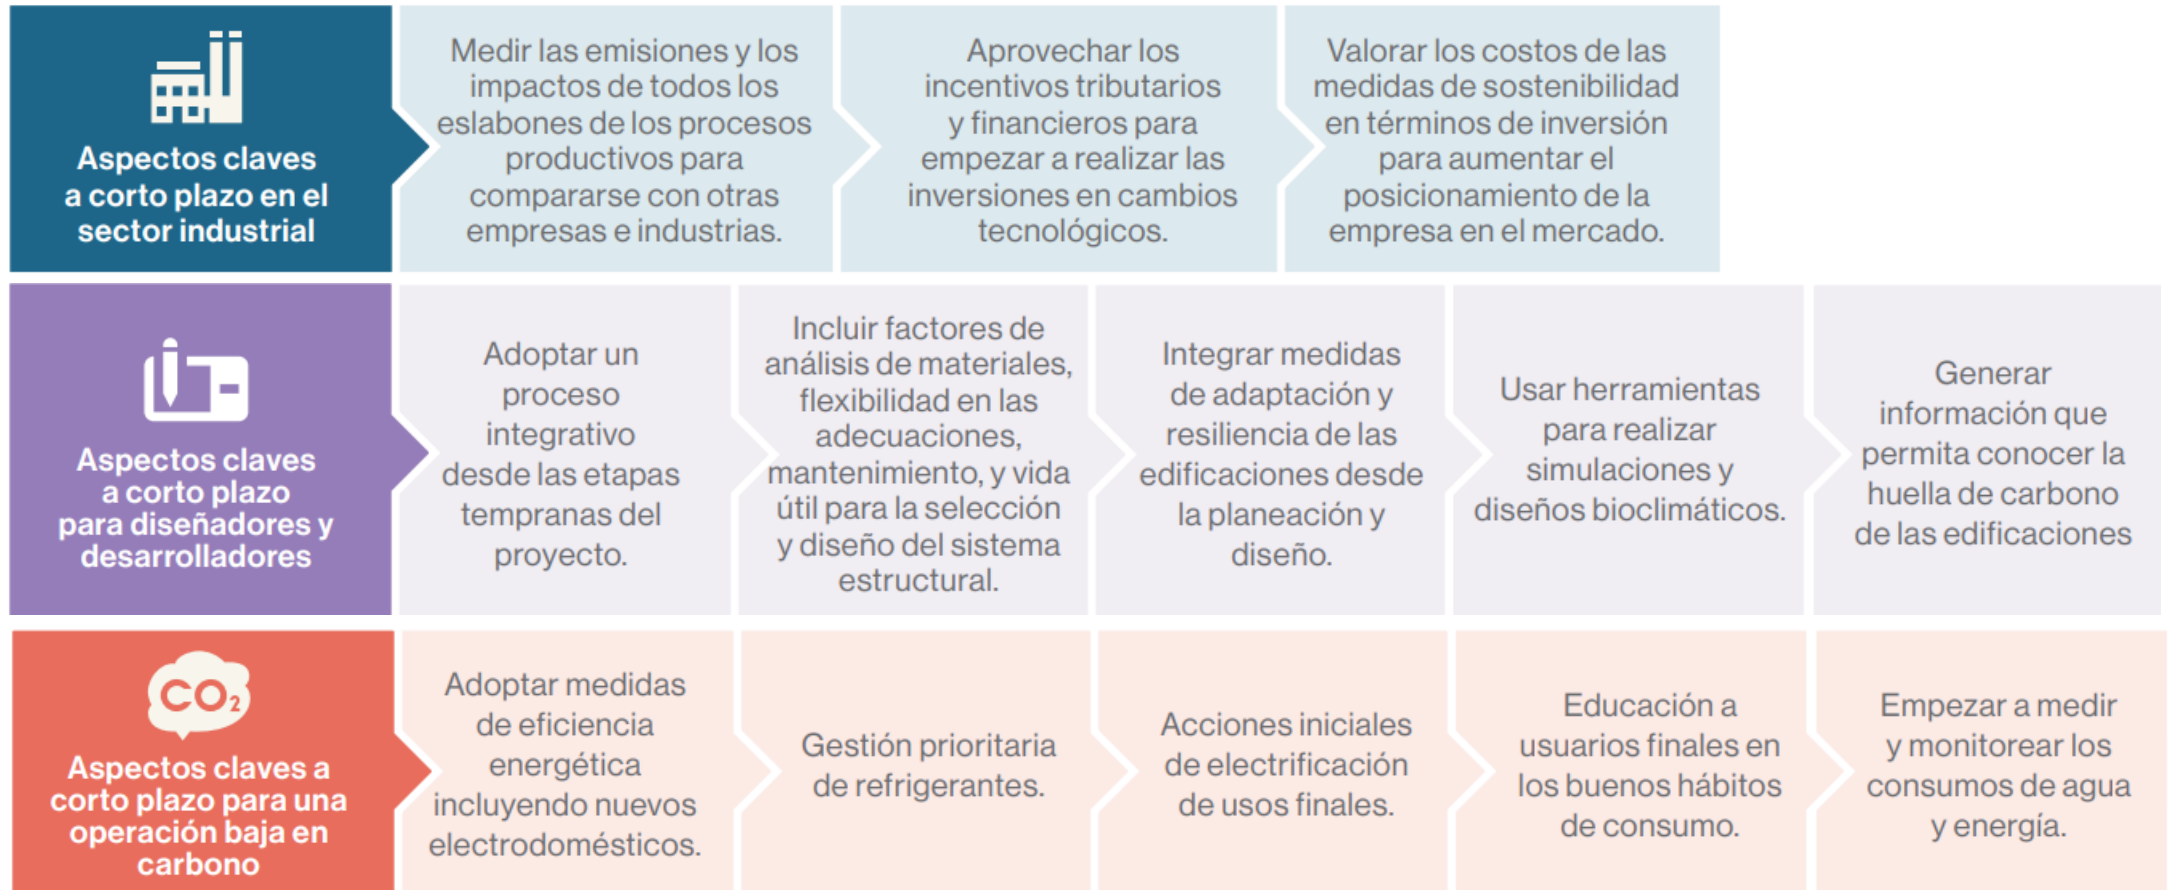 Aspectos claves
a corto plazo en el
sector industrial
Medir las emisiones y los
impactos de todos los
eslabones de los procesos
productivos para
compararse con otras
empresas e industrias.
Aprovechar los
incentivos tributarios
y financieros para
empezar a realizar las
inversiones en cambios
tecnológicos.
Valorar los costos de las
medidas de sostenibilidad
en términos de inversión
para aumentar el
posicionamiento de la
empresa en el mercado.
Aspectos claves
a corto plazo
para diseñadores y
desarrolladores
Adoptar un
proceso
integrativo
desde las etapas
tempranas del
proyecto.
Incluir factores de
análisis de materiales,
flexibilidad en las
adecuaciones,
mantenimiento, y vida
útil para la selección
y diseño del sistema
estructural.
Integrar medidas
de adaptación y
resiliencia de las
edificaciones desde
la planeación y
diseño.
Usar herramientas
para realizar
simulaciones y
diseños bioclimáticos.
Generar
información que
permita conocer la
huella de carbono
de las edificaciones
CO₂
Aspectos claves a
corto plazo para una
operación baja en
carbono
Adoptar medidas
de eficiencia
energética
incluyendo nuevos
electrodomésticos.
Gestión prioritaria
de refrigerantes.
Acciones iniciales
de electrificación
de usos finales.
Educación a
usuarios finales en
los buenos hábitos
de consumo.
Empezar a medir
y monitorear los
consumos de agua
y energía.